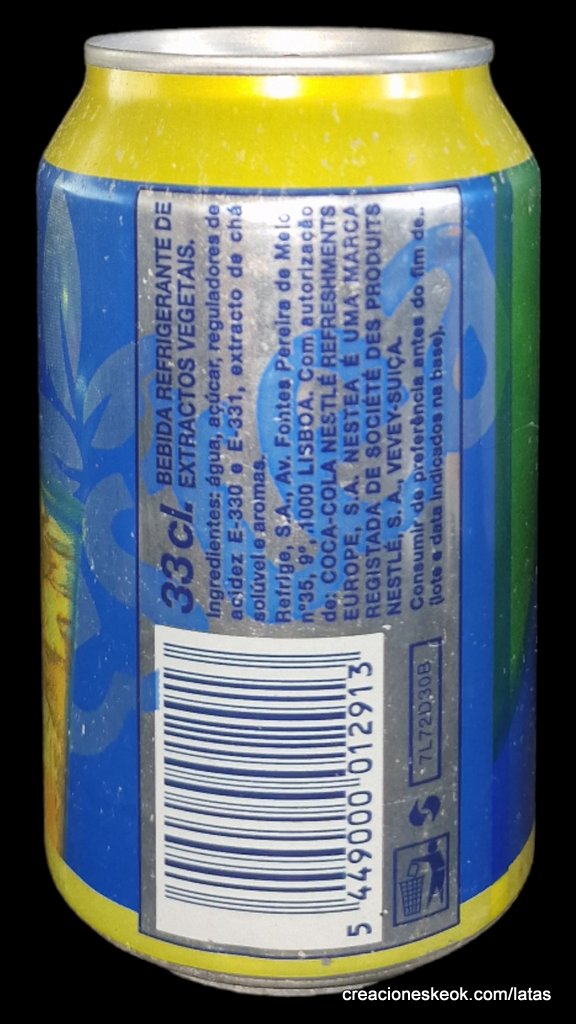 33 cl. BEBIDA REFRIGERANTE DE
EXTRACTOS VEGETAIS.
Ingredientes: água, açúcar, reguladores de
acidez E-330 e E-331, extracto de chá
solúvel e aromas.
Refrige, S.A., Av. Fontes Pereira de Melo
nº35, gº, 1000 LISBOA. Com autorização
de: COCA-COLA NESTLÉ REFRESHMENTS
EUROPE, S.A. NESTEA É UMA MARCA
REGISTADA DE SOCIÉTÉ DES PRODUITS
NESTLÉ, S.A., VEVEY-SUIÇA.
Consumir de preferência antes do fim de..
(lote e data indicados na base).
5 449000 012913
7L72D30B
creacioneskeok.com/latas